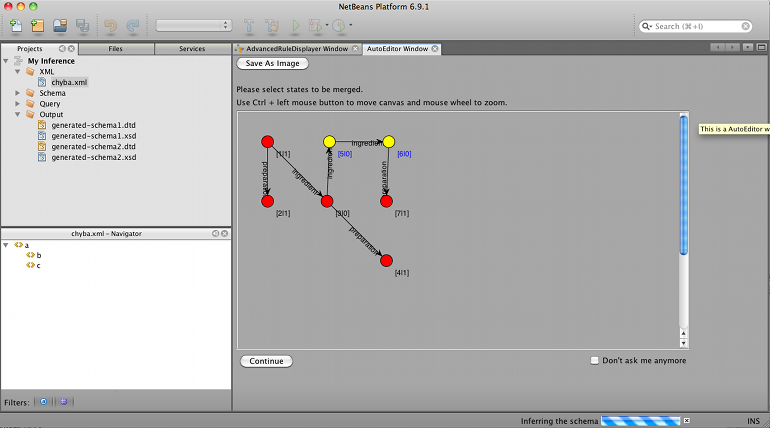 NetBeans Platform 6.9.1
Search (⌘+I)
Projects
Files
Services
AdvancedRuleDisplayer Window
AutoEditor Window
My Inference
XML
chyba.xml
Schema
Query
Output
generated-schema1.dtd
generated-schema1.xsd
generated-schema2.dtd
generated-schema2.xsd
Save As Image
Please select states to be merged.
Use Ctrl + left mouse button to move canvas and mouse wheel to zoom.
This is a AutoEditor w
[1|1]
[5|0]
[6|0]
ingredient
ingredient
preparation
[2|1]
[3|0]
[7|1]
preparation
[4|1]
chyba.xml - Navigator
a
b
c
Filters:
Continue
Don't ask me anymore
Inferring the schema
INS